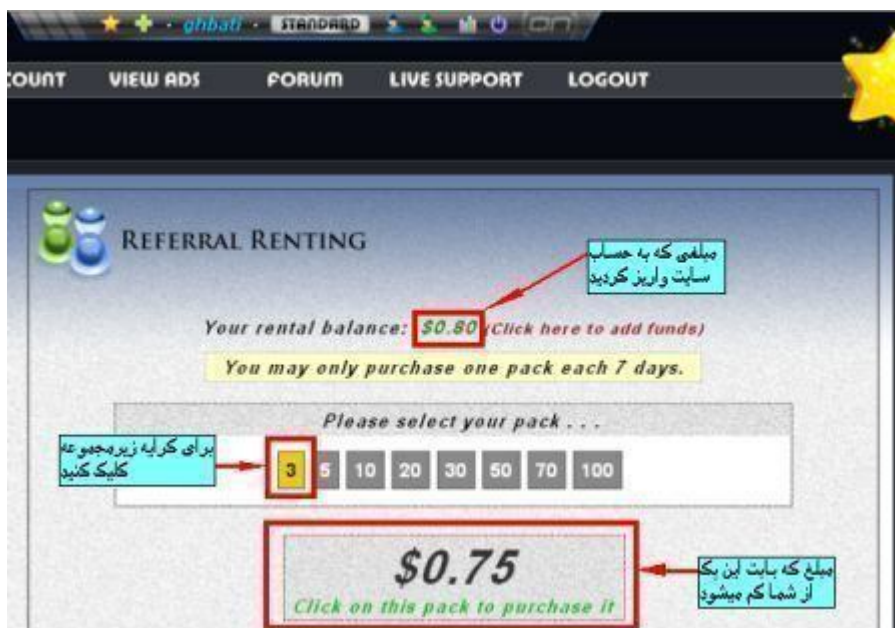 · ghbati · STANDARD
COUNT VIEW ADS FORUM LIVE SUPPORT LOGOUT
REFERRAL RENTING
مبلغی که به حساب
سایت واریز کردید
Your rental balance: $0.80 (Click here to add funds)
You may only purchase one pack each 7 days.
Please select your pack . . .
برای کرایه زیرمجموعه
کلیک کنید
3 5 10 20 30 50 70 100
$0.75
Click on this pack to purchase it
مبلغ که بابت این پک
از شما کم میشود